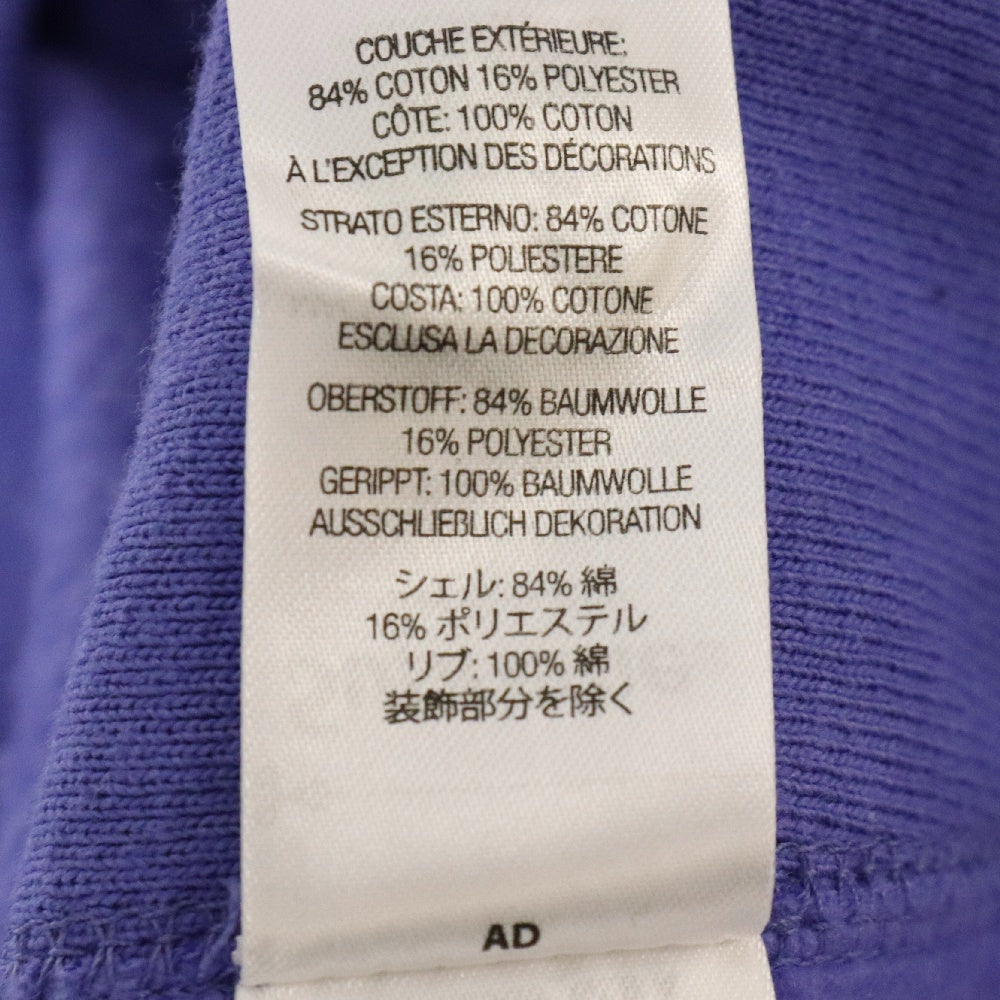 COUCHE EXTÉRIEURE:
84% COTON 16% POLYESTER
CÔTE: 100% COTON
À L'EXCEPTION DES DÉCORATIONS
STRATO ESTERNO: 84% COTONE
16% POLIESTERE
COSTA: 100% COTONE
ESCLUSA LA DECORAZIONE
OBERSTOFF: 84% BAUMWOLLE
16% POLYESTER
GERIPPT: 100% BAUMWOLLE
AUSSCHLIEßLICH DEKORATION
シェル: 84% 綿
16% ポリエステル
リブ: 100% 綿
装飾部分を除く
AD